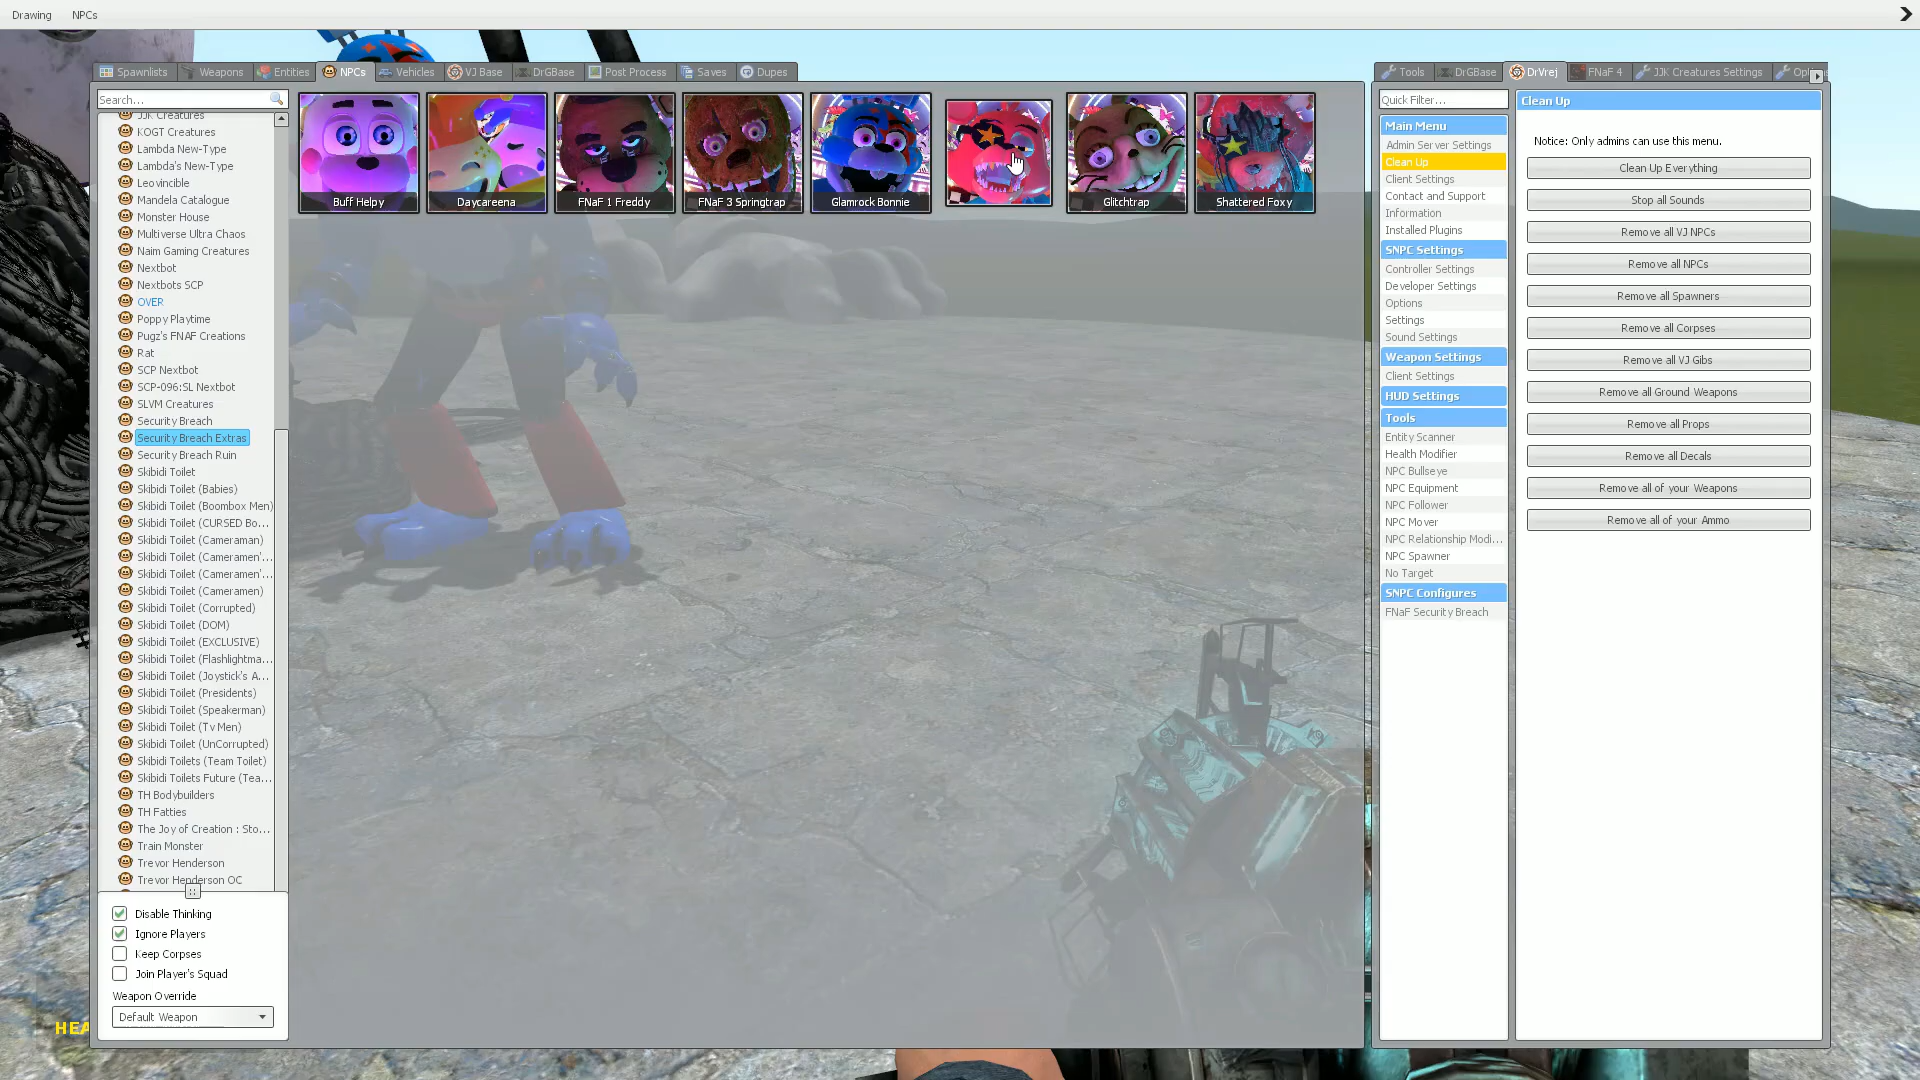 Drawing NPCs
Spawnlists Weapons Entities NPCs Vehicles VJ Base DrGBase Post Process Saves Dupes
Search...
JJK Creatures
KOGT Creatures
Lambda New-Type
Lambda's New-Type
Leovincible
Mandela Catalogue
Monster House
Multiverse Ultra Chaos
Naim Gaming Creatures
Nextbot
Nextbots SCP
OVER
Poppy Playtime
Pugz's FNAF Creations
Rat
SCP Nextbot
SCP-096:SL Nextbot
SLVM Creatures
Security Breach
Security Breach Extras
Security Breach Ruin
Skibidi Toilet
Skibidi Toilet (Babies)
Skibidi Toilet (Boombox Men)
Skibidi Toilet (CURSED Bo...
Skibidi Toilet (Cameraman)
Skibidi Toilet (Cameramen'...
Skibidi Toilet (Cameramen'...
Skibidi Toilet (Cameramen)
Skibidi Toilet (Corrupted)
Skibidi Toilet (DOM)
Skibidi Toilet (EXCLUSIVE)
Skibidi Toilet (Flashlightma...
Skibidi Toilet (Joystick's A...
Skibidi Toilet (Presidents)
Skibidi Toilet (Speakerman)
Skibidi Toilet (Tv Men)
Skibidi Toilet (UnCorrupted)
Skibidi Toilets (Team Toilet)
Skibidi Toilets Future (Tea...
TH Bodybuilders
TH Fatties
The Joy of Creation : Sto...
Train Monster
Trevor Henderson
Trevor Henderson OC
Disable Thinking
Ignore Players
Keep Corpses
Join Player's Squad
Weapon Override
Default Weapon
HEA
Buff Helpy
Daycareena
FNaF 1 Freddy
FNaF 3 Springtrap
Glamrock Bonnie
Glitchtrap
Shattered Foxy
Tools DrGBase DrVrej FNaF 4 JJK Creatures Settings
Quick Filter...
Main Menu
Admin Server Settings
Clean Up
Client Settings
Contact and Support
Information
Installed Plugins
SNPC Settings
Controller Settings
Developer Settings
Options
Settings
Sound Settings
Weapon Settings
Client Settings
HUD Settings
Tools
Entity Scanner
Health Modifier
NPC Bullseye
NPC Equipment
NPC Follower
NPC Mover
NPC Relationship Modi...
NPC Spawner
No Target
SNPC Configures
FNaF Security Breach
Clean Up
Notice: Only admins can use this menu.
Clean Up Everything
Stop all Sounds
Remove all VJ NPCs
Remove all NPCs
Remove all Spawners
Remove all Corpses
Remove all VJ Gibs
Remove all Ground Weapons
Remove all Props
Remove all Decals
Remove all of your Weapons
Remove all of your Ammo